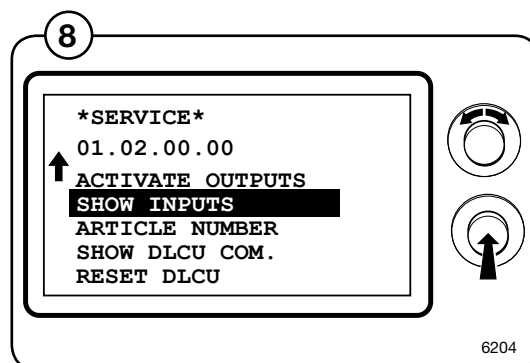 8
*SERVICE*
01.02.00.00
ACTIVATE OUTPUTS
SHOW INPUTS
ARTICLE NUMBER
SHOW DLCU COM.
RESET DLCU
6204